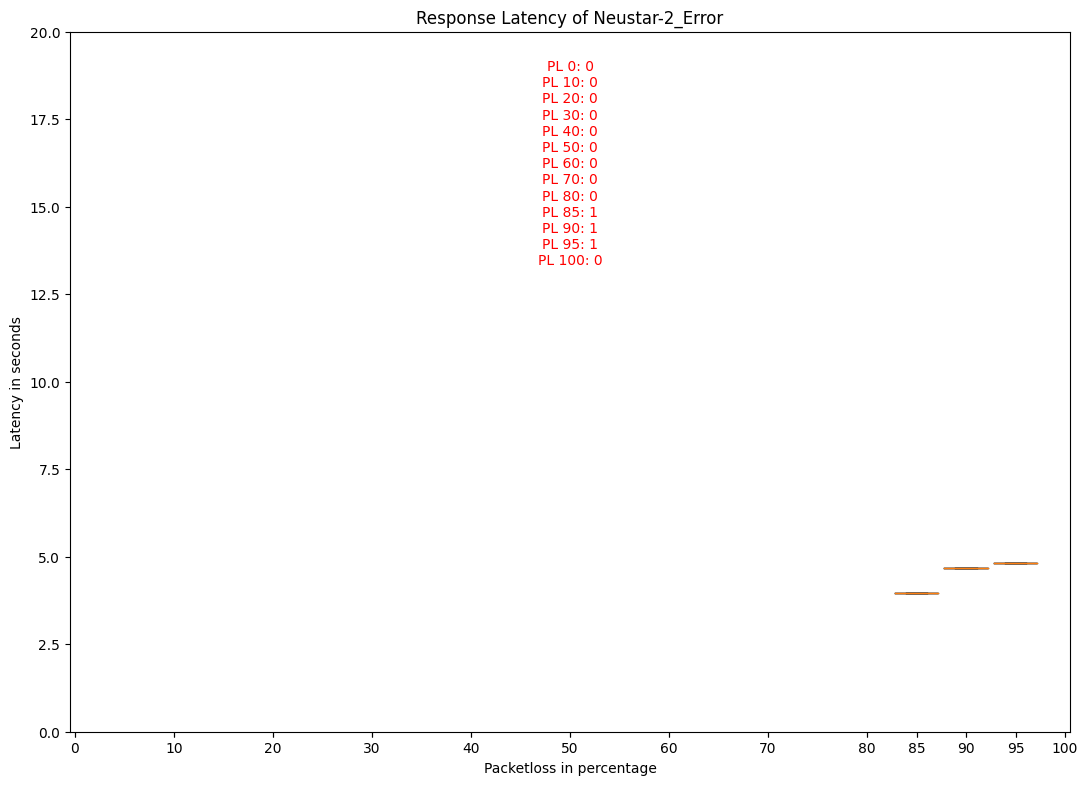 Response Latency of Neustar-2_Error
20.0
17.5
15.0
12.5
10.0
7.5
5.0
2.5
0.0
Latency in seconds
PL 0: 0
PL 10: 0
PL 20: 0
PL 30: 0
PL 40: 0
PL 50: 0
PL 60: 0
PL 70: 0
PL 80: 0
PL 85: 1
PL 90: 1
PL 95: 1
PL 100: 0
0 10 20 30 40 50 60 70 80 85 90 95 100
Packetloss in percentage